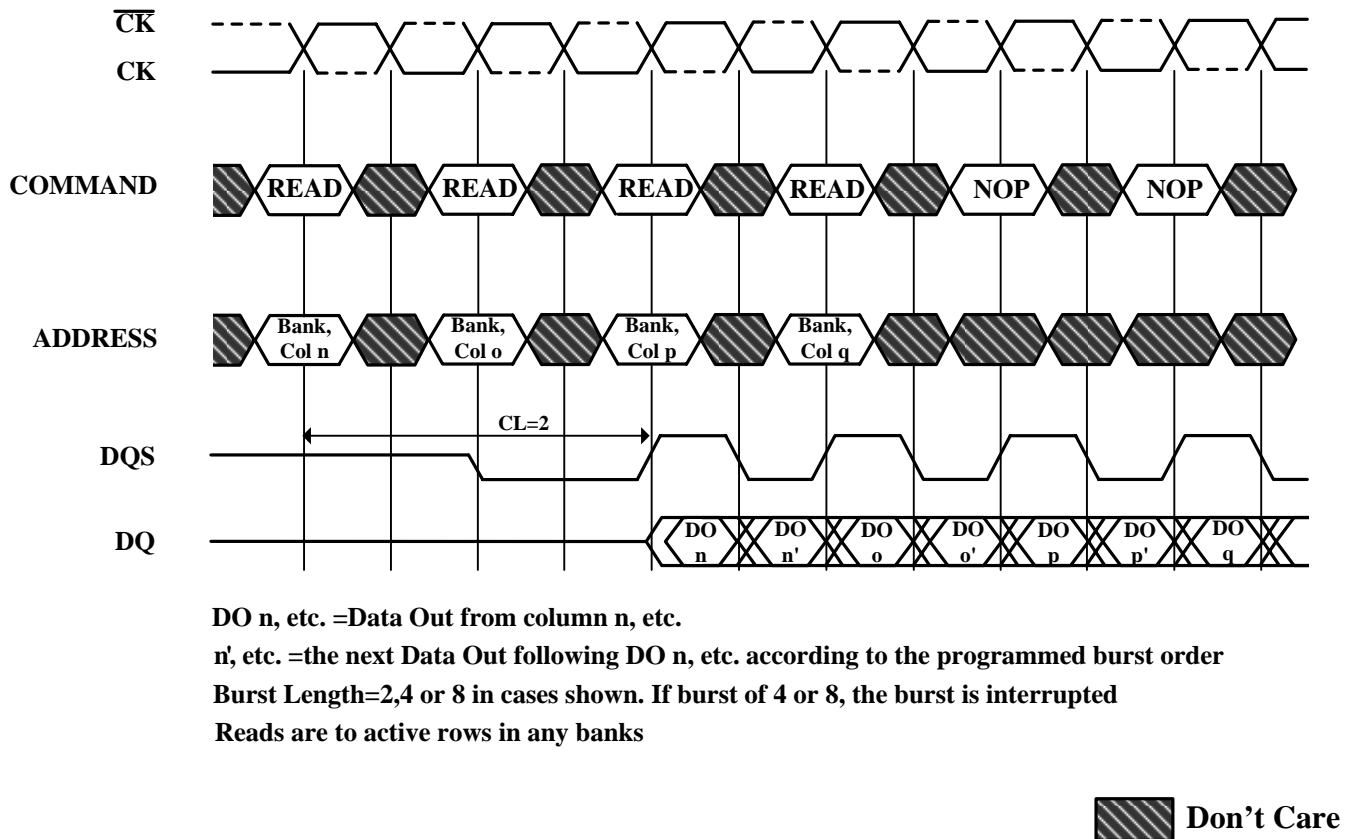 CK
CK
COMMAND
READ
READ
READ
READ
NOP
NOP
ADDRESS
Bank,
Col n
Bank,
Col o
Bank,
Col p
Bank,
Col q
CL=2
DQS
DQ
DO
n
DO
n'
DO
o
DO
o'
DO
p
DO
p'
DO
q
DO n, etc. =Data Out from column n, etc.
n', etc. =the next Data Out following DO n, etc. according to the programmed burst order
Burst Length=2,4 or 8 in cases shown. If burst of 4 or 8, the burst is interrupted
Reads are to active rows in any banks
Don't Care